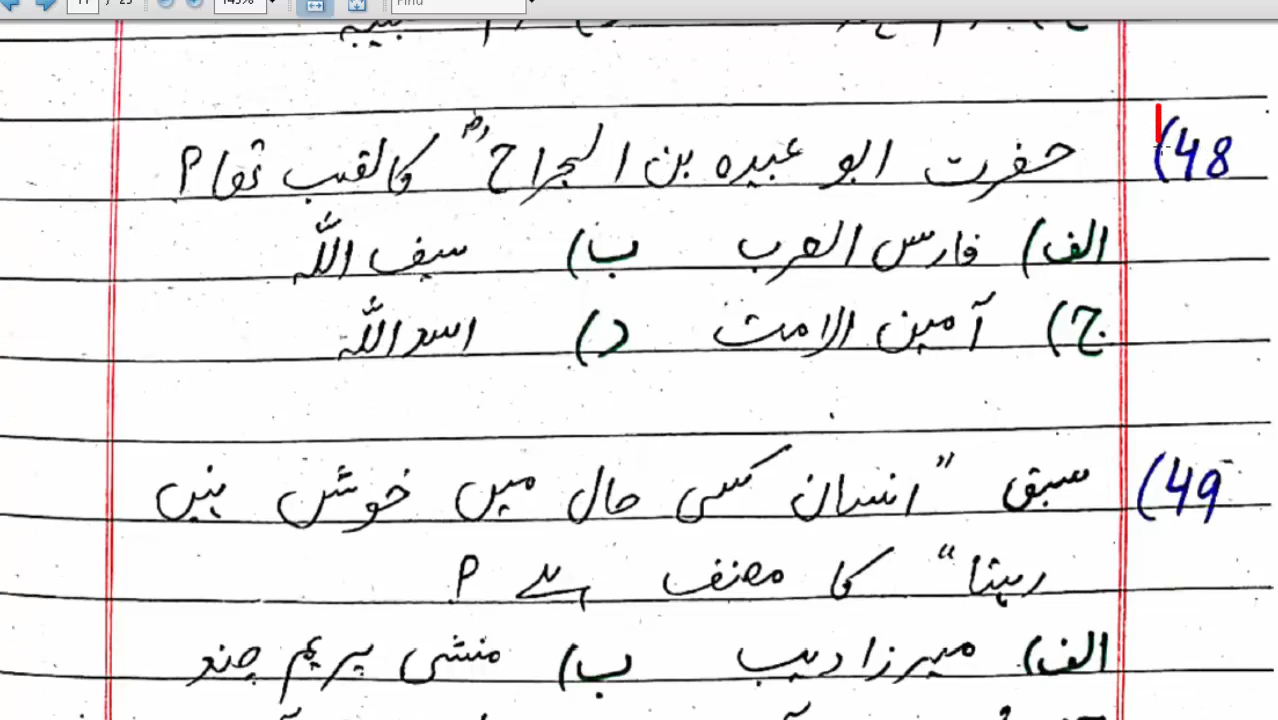 48) حضرت ابو عبیدہ بن الجراحؓ کا لقب تھا؟
الف) فارس العرب ب) سیف اللہ
ج) آمین الامت د) اسد اللہ
49) سبق "انسان کسی حال میں خوش نہیں
رہتا" کا مصنف ہے؟
الف) میرزا دیب ب) منشی پریم چند